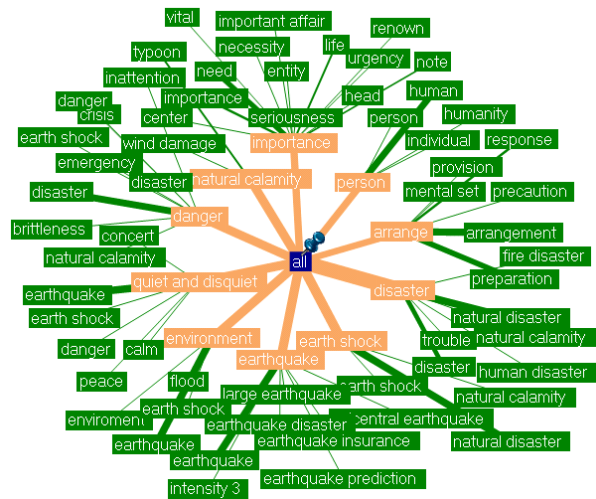 vital
important affair
renown
necessity
life
urgency
typoon
need
entity
note
inattention
importance
head
human
danger
crisis
center
seriousness
person
humanity
earth shock
wind damage
importance
individual
response
emergency
disaster
natural calamity
person
provision
disaster
mental set
precaution
brittleness
danger
concert
arrange
arrangement
natural calamity
all
fire disaster
quiet and disquiet
preparation
earthquake
disaster
earth shock
natural disaster
environment
earth shock
trouble
natural calamity
danger
calm
earthquake
disaster
human disaster
peace
flood
large earthquake
earth shock
natural calamity
enviroment
earth shock
earthquake disaster
central earthquake
earthquake
earthquake insurance
natural disaster
earthquake
intensity 3
earthquake prediction